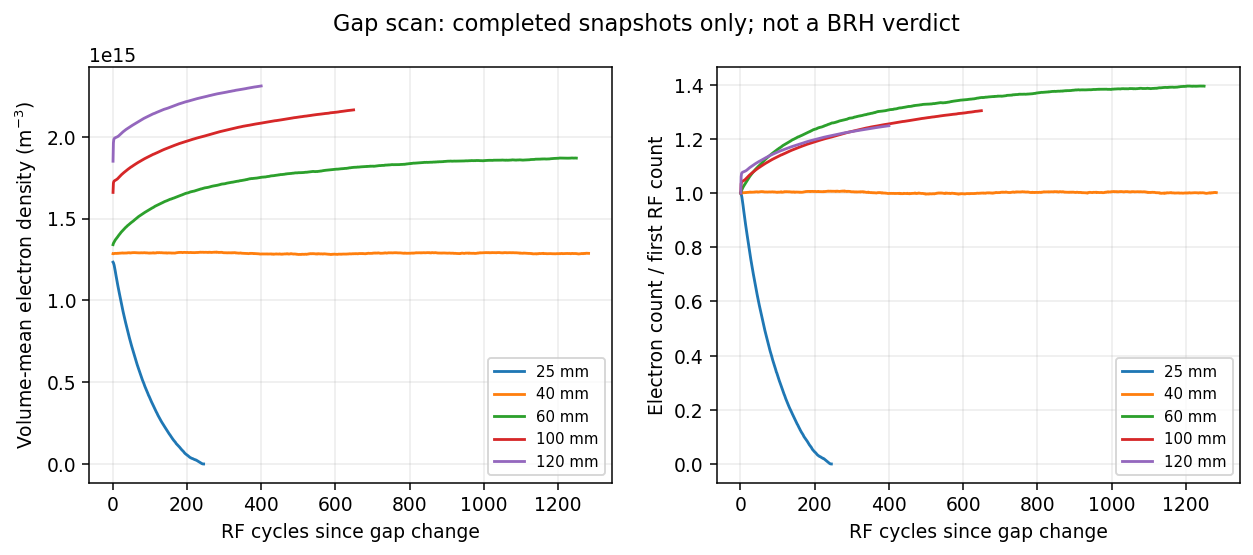 Gap scan: completed snapshots only; not a BRH verdict
1e15
Volume-mean electron density (m⁻³)
2.0
1.5
1.0
0.5
0.0
0 200 400 600 800 1000 1200
RF cycles since gap change
25 mm
40 mm
60 mm
100 mm
120 mm
Electron count / first RF count
1.4
1.2
1.0
0.8
0.6
0.4
0.2
0.0
0 200 400 600 800 1000 1200
RF cycles since gap change
25 mm
40 mm
60 mm
100 mm
120 mm